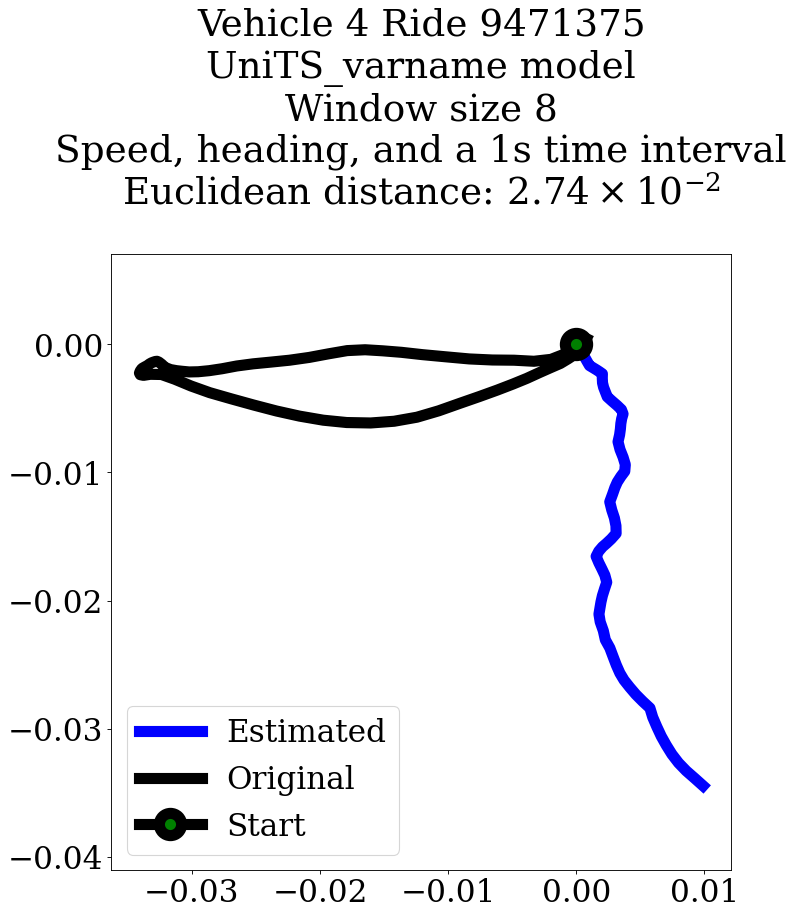 Vehicle 4 Ride 9471375
UniTS_varname model
Window size 8
Speed, heading, and a 1s time interval
Euclidean distance: 2.74 × 10⁻²
0.00
−0.01
−0.02
−0.03
−0.04
Estimated
Original
Start
−0.03 −0.02 −0.01 0.00 0.01